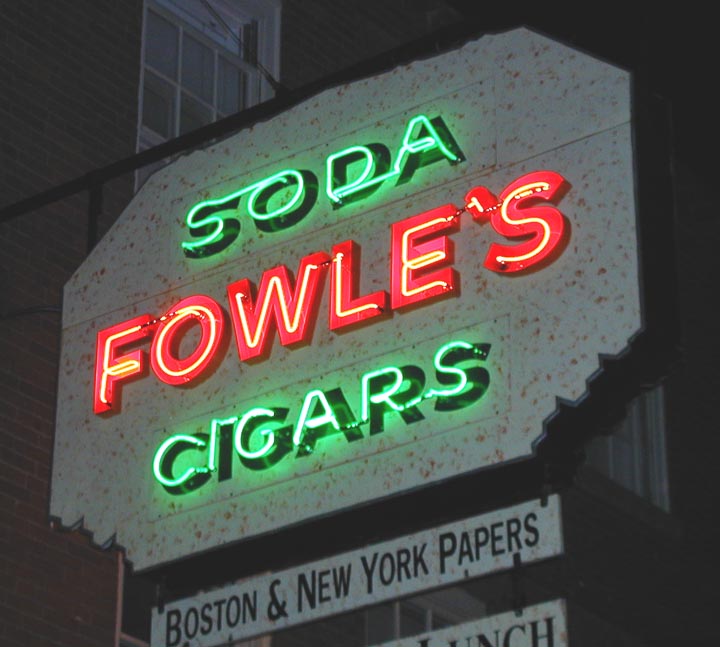 SODA
FOWLE'S
CIGARS
BOSTON & NEW YORK PAPERS
LUNCH